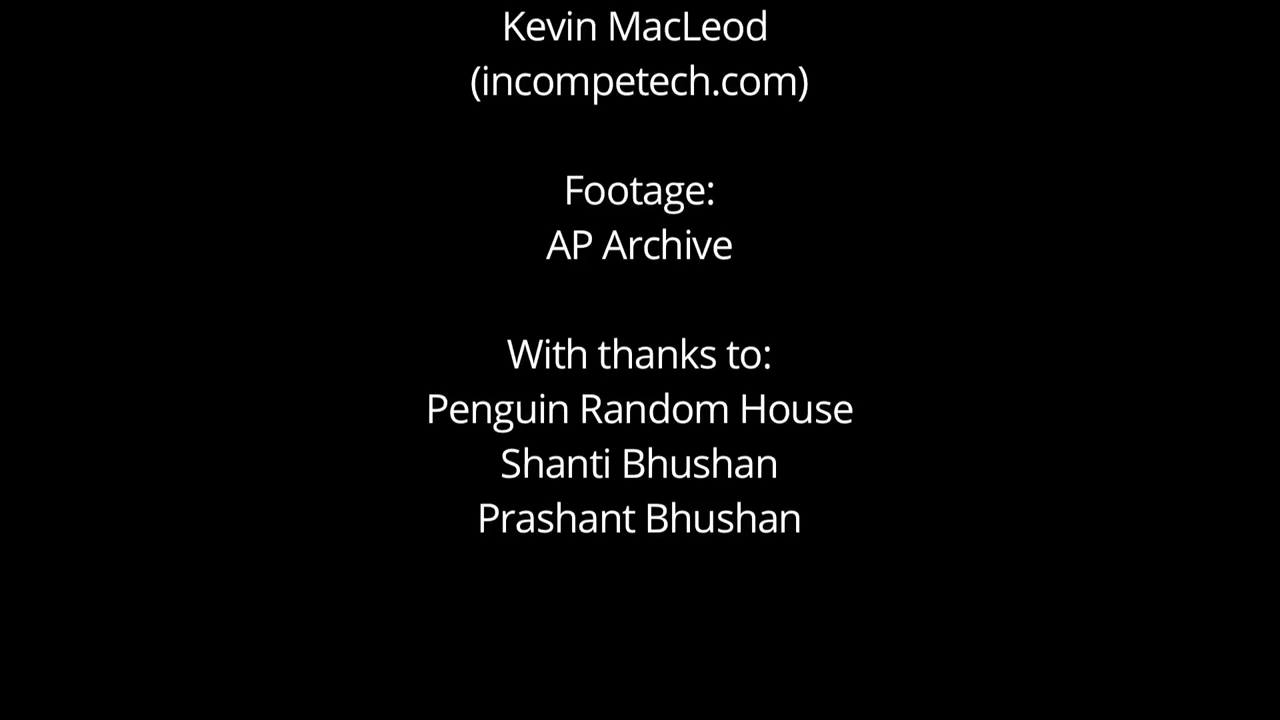 Kevin MacLeod
(incompetech.com)
Footage:
AP Archive
With thanks to:
Penguin Random House
Shanti Bhushan
Prashant Bhushan